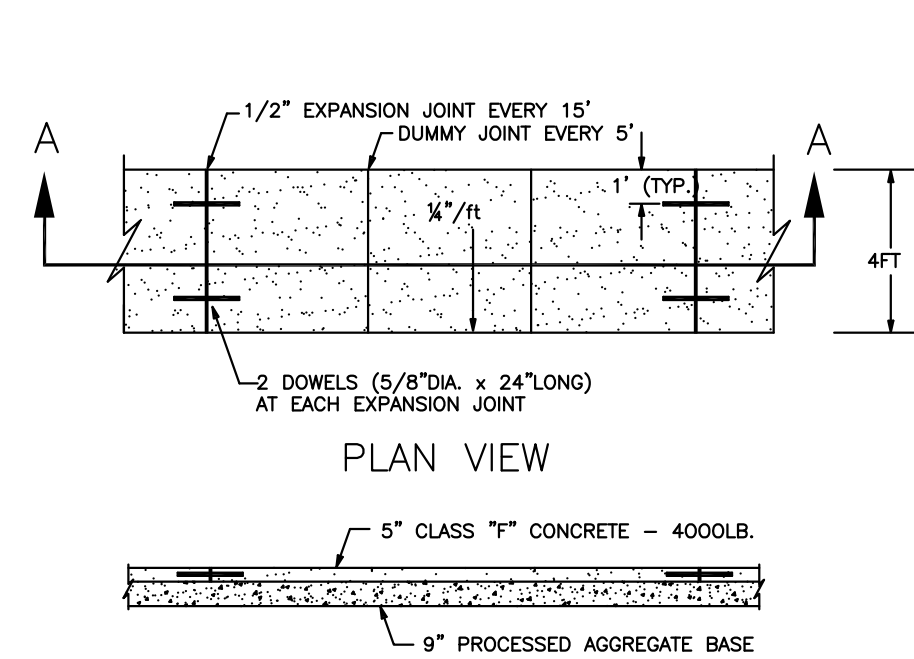 1/2" EXPANSION JOINT EVERY 15'
DUMMY JOINT EVERY 5'
A
A
1' (TYP.)
¼"/ft
4FT
2 DOWELS (5/8"DIA. x 24"LONG)
AT EACH EXPANSION JOINT
PLAN VIEW
5" CLASS "F" CONCRETE – 4000LB.
9" PROCESSED AGGREGATE BASE